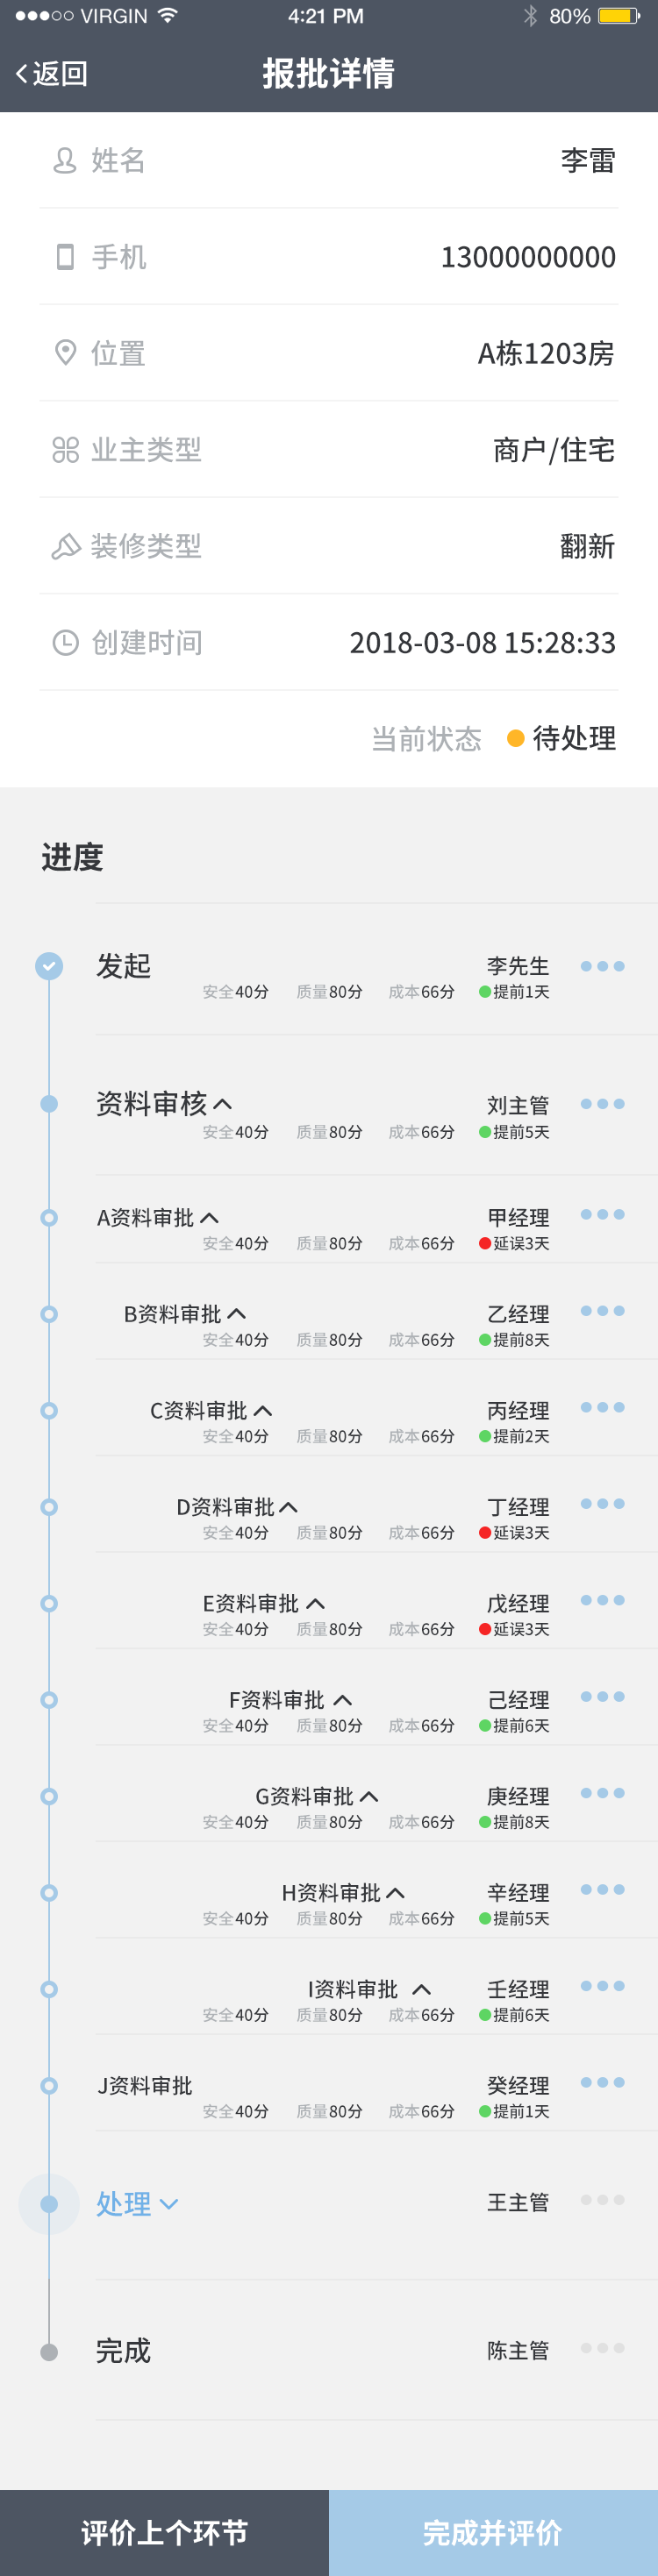 VIRGIN 4:21 PM 80%
返回 报批详情
姓名 李雷
手机 13000000000
位置 A栋1203房
业主类型 商户/住宅
装修类型 翻新
创建时间 2018-03-08 15:28:33
当前状态 待处理
进度
发起 李先生
安全40分 质量80分 成本66分 提前1天
资料审核 刘主管
安全40分 质量80分 成本66分 提前5天
A资料审批 甲经理
安全40分 质量80分 成本66分 延误3天
B资料审批 乙经理
安全40分 质量80分 成本66分 提前8天
C资料审批 丙经理
安全40分 质量80分 成本66分 提前2天
D资料审批 丁经理
安全40分 质量80分 成本66分 延误3天
E资料审批 戊经理
安全40分 质量80分 成本66分 延误3天
F资料审批 己经理
安全40分 质量80分 成本66分 提前6天
G资料审批 庚经理
安全40分 质量80分 成本66分 提前8天
H资料审批 辛经理
安全40分 质量80分 成本66分 提前5天
I资料审批 壬经理
安全40分 质量80分 成本66分 提前6天
J资料审批 癸经理
安全40分 质量80分 成本66分 提前1天
处理 王主管
完成 陈主管
评价上个环节 完成并评价